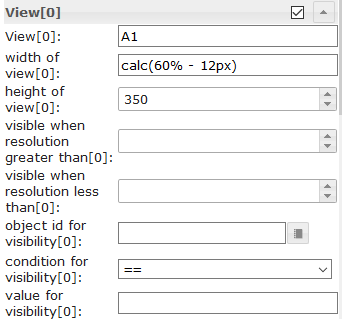 View[0]
View[0]: A1
width of
view[0]: calc(60% - 12px)
height of
view[0]: 350
visible when
resolution
greater than[0]:
visible when
resolution less
than[0]:
object id for
visibility[0]:
condition for
visibility[0]: ==
value for
visibility[0]: